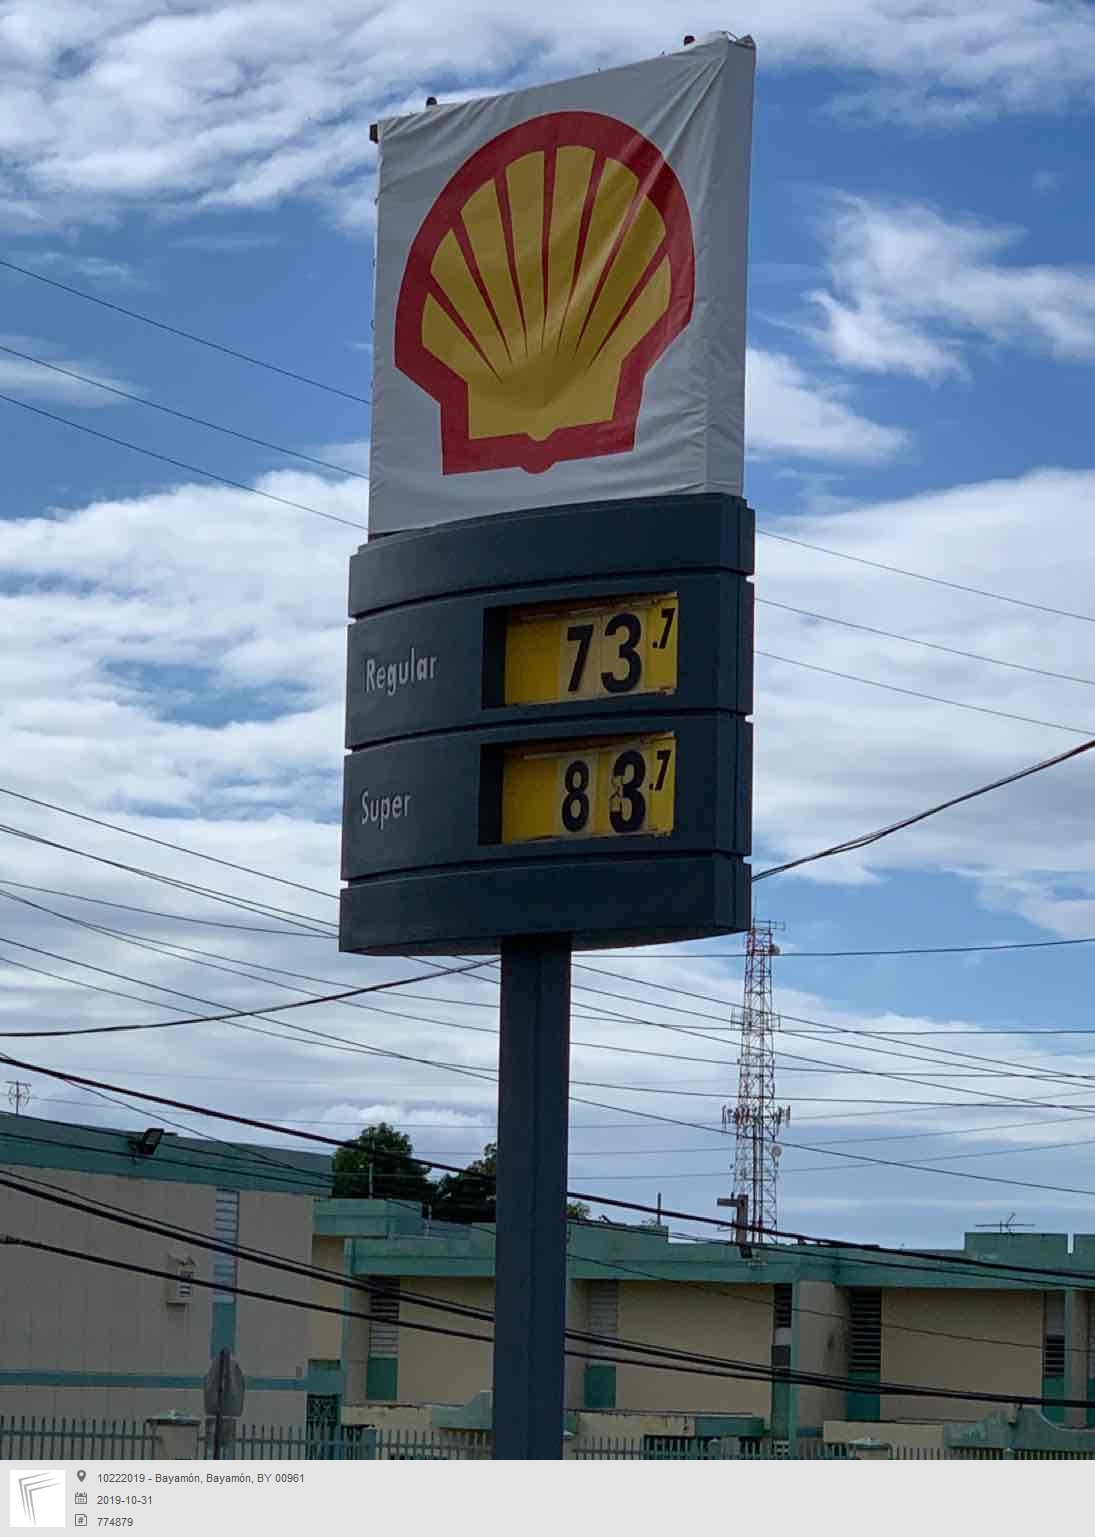 Regular 73.7
Super 83.7
10222019 - Bayamón, Bayamón, BY 00961
2019-10-31
774879